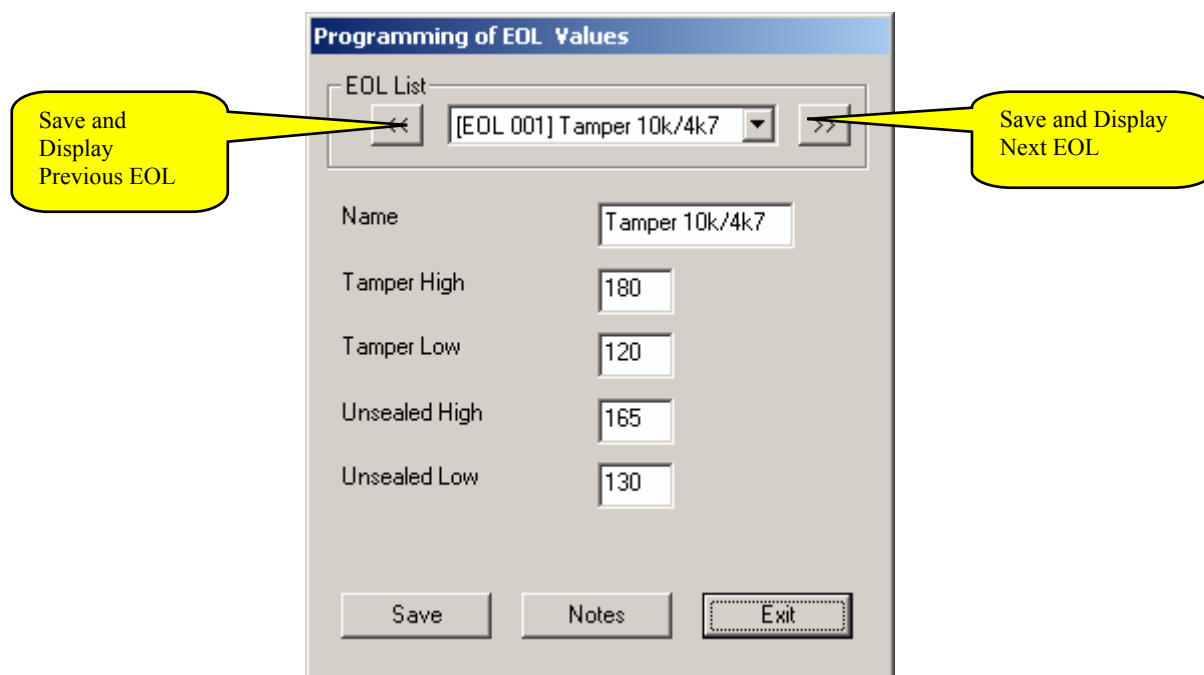 Programming of EOL Values
EOL List
Save and
Display
Previous EOL
<<
[EOL 001] Tamper 10k/4k7
>>
Save and Display
Next EOL
Name
Tamper 10k/4k7
Tamper High
180
Tamper Low
120
Unsealed High
165
Unsealed Low
130
Save
Notes
Exit